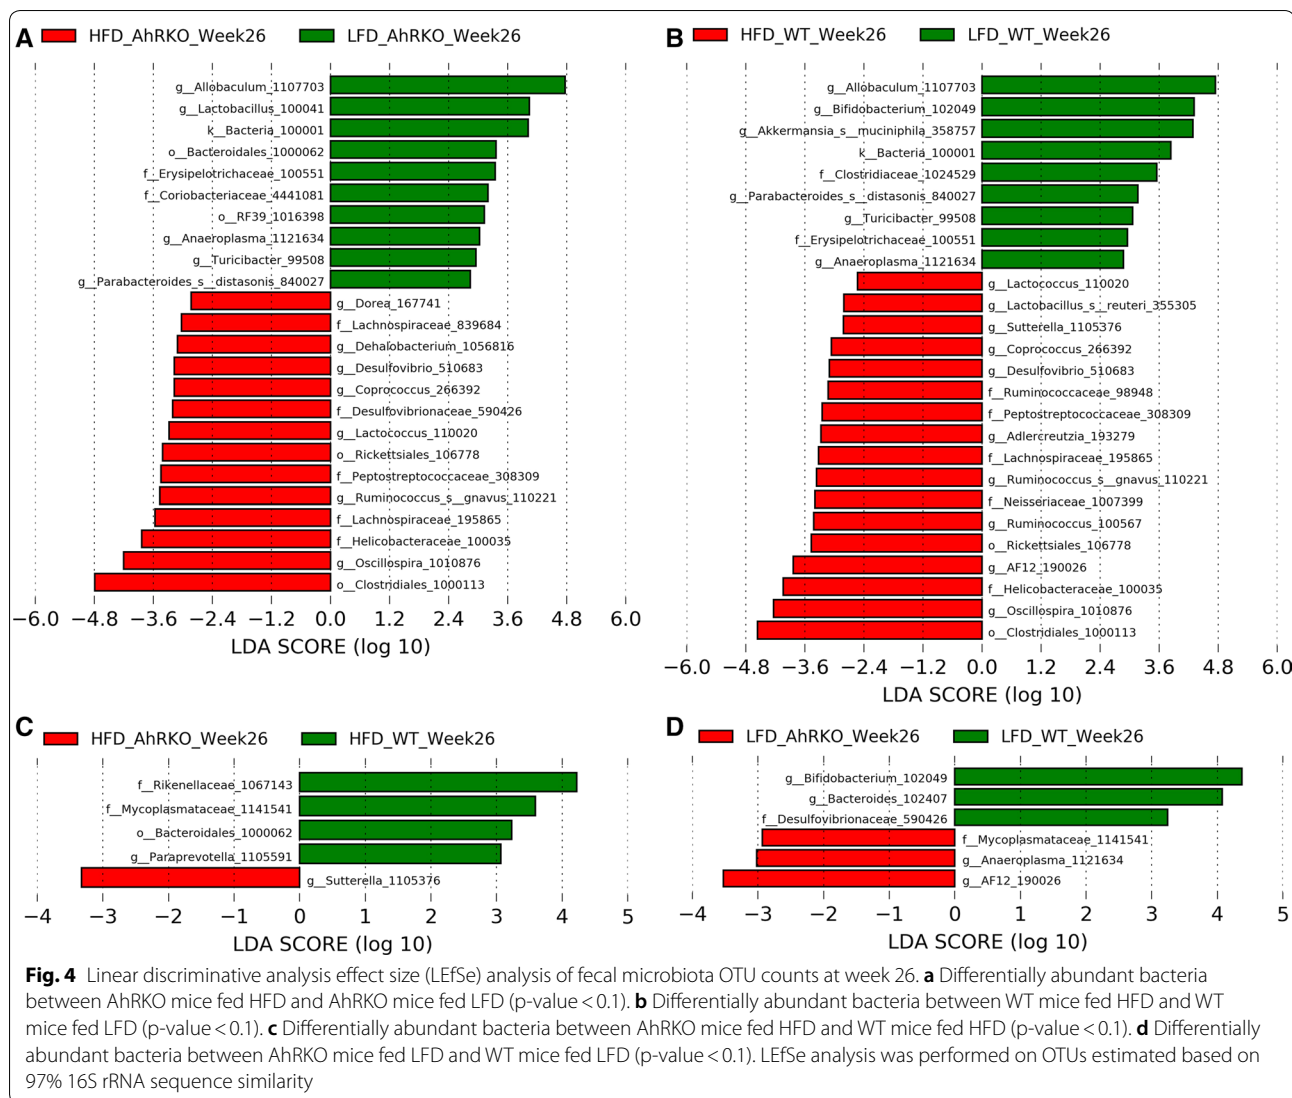 A HFD_AhRKO_Week26 LFD_AhRKO_Week26
g__Allobaculum_1107703
g__Lactobacillus_100041
k__Bacteria_100001
o__Bacteroidales_1000062
f__Erysipelotrichaceae_100551
f__Coriobacteriaceae_4441081
o__RF39_1016398
g__Anaeroplasma_1121634
g__Turicibacter_99508
g__Parabacteroides_s__distasonis_840027
g__Dorea_167741
f__Lachnospiraceae_839684
g__Dehalobacterium_1056816
g__Desulfovibrio_510683
g__Coprococcus_266392
f__Desulfovibrionaceae_590426
g__Lactococcus_110020
o__Rickettsiales_106778
f__Peptostreptococcaceae_308309
g__Ruminococcus_s__gnavus_110221
f__Lachnospiraceae_195865
f__Helicobacteraceae_100035
g__Oscillospira_1010876
o__Clostridiales_1000113
−6.0 −4.8 −3.6 −2.4 −1.2 0.0 1.2 2.4 3.6 4.8 6.0
LDA SCORE (log 10)
B HFD_WT_Week26 LFD_WT_Week26
g__Allobaculum_1107703
g__Bifidobacterium_102049
g__Akkermansia_s__muciniphila_358757
k__Bacteria_100001
f__Clostridiaceae_1024529
g__Parabacteroides_s__distasonis_840027
g__Turicibacter_99508
f__Erysipelotrichaceae_100551
g__Anaeroplasma_1121634
g__Lactococcus_110020
g__Lactobacillus_s__reuteri_355305
g__Sutterella_1105376
g__Coprococcus_266392
g__Desulfovibrio_510683
f__Ruminococcaceae_98948
f__Peptostreptococcaceae_308309
g__Adlercreutzia_193279
f__Lachnospiraceae_195865
g__Ruminococcus_s__gnavus_110221
f__Neisseriaceae_1007399
g__Ruminococcus_100567
o__Rickettsiales_106778
g__AF12_190026
f__Helicobacteraceae_100035
g__Oscillospira_1010876
o__Clostridiales_1000113
−6.0 −4.8 −3.6 −2.4 −1.2 0.0 1.2 2.4 3.6 4.8 6.0
LDA SCORE (log 10)
C HFD_AhRKO_Week26 HFD_WT_Week26
f__Rikenellaceae_1067143
f__Mycoplasmataceae_1141541
o__Bacteroidales_1000062
g__Paraprevotella_1105591
g__Sutterella_1105376
−4 −3 −2 −1 0 1 2 3 4 5
LDA SCORE (log 10)
D LFD_AhRKO_Week26 LFD_WT_Week26
g__Bifidobacterium_102049
g__Bacteroides_102407
f__Desulfovibrionaceae_590426
f__Mycoplasmataceae_1141541
g__Anaeroplasma_1121634
g__AF12_190026
−4 −3 −2 −1 0 1 2 3 4 5
LDA SCORE (log 10)
Fig. 4 Linear discriminative analysis effect size (LEfSe) analysis of fecal microbiota OTU counts at week 26. a Differentially abundant bacteria
between AhRKO mice fed HFD and AhRKO mice fed LFD (p-value < 0.1). b Differentially abundant bacteria between WT mice fed HFD and WT
mice fed LFD (p-value < 0.1). c Differentially abundant bacteria between AhRKO mice fed HFD and WT mice fed HFD (p-value < 0.1). d Differentially
abundant bacteria between AhRKO mice fed LFD and WT mice fed LFD (p-value < 0.1). LEfSe analysis was performed on OTUs estimated based on
97% 16S rRNA sequence similarity